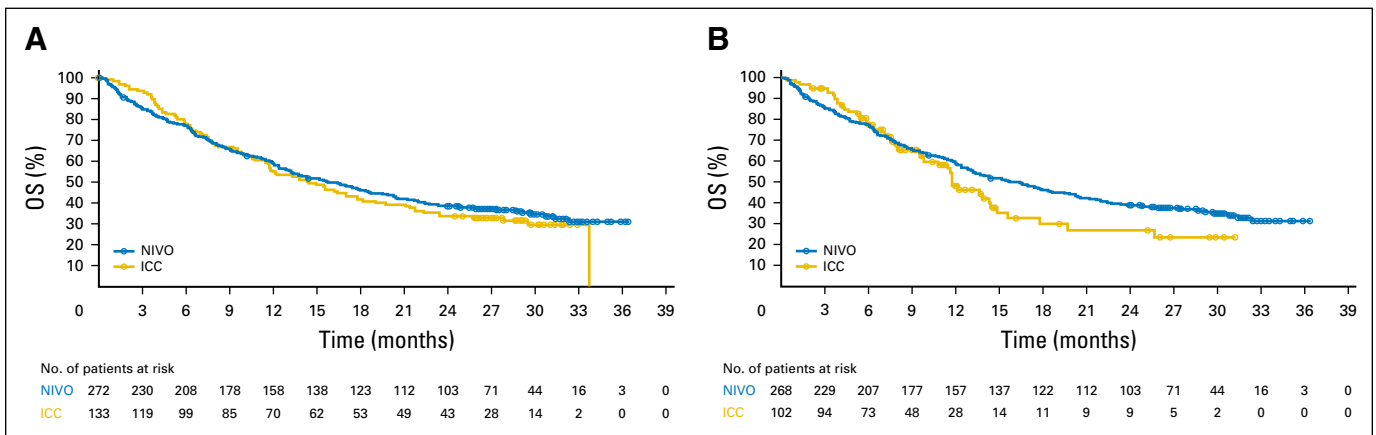 A
100
90
80
70
60
50
40
30
20
10
OS (%)
NIVO
ICC
0 3 6 9 12 15 18 21 24 27 30 33 36 39
Time (months)
No. of patients at risk
NIVO 272 230 208 178 158 138 123 112 103 71 44 16 3 0
ICC 133 119 99 85 70 62 53 49 43 28 14 2 0 0
B
100
90
80
70
60
50
40
30
20
10
OS (%)
NIVO
ICC
0 3 6 9 12 15 18 21 24 27 30 33 36 39
Time (months)
No. of patients at risk
NIVO 268 229 207 177 157 137 122 112 103 71 44 16 3 0
ICC 102 94 73 48 28 14 11 9 9 5 2 0 0 0